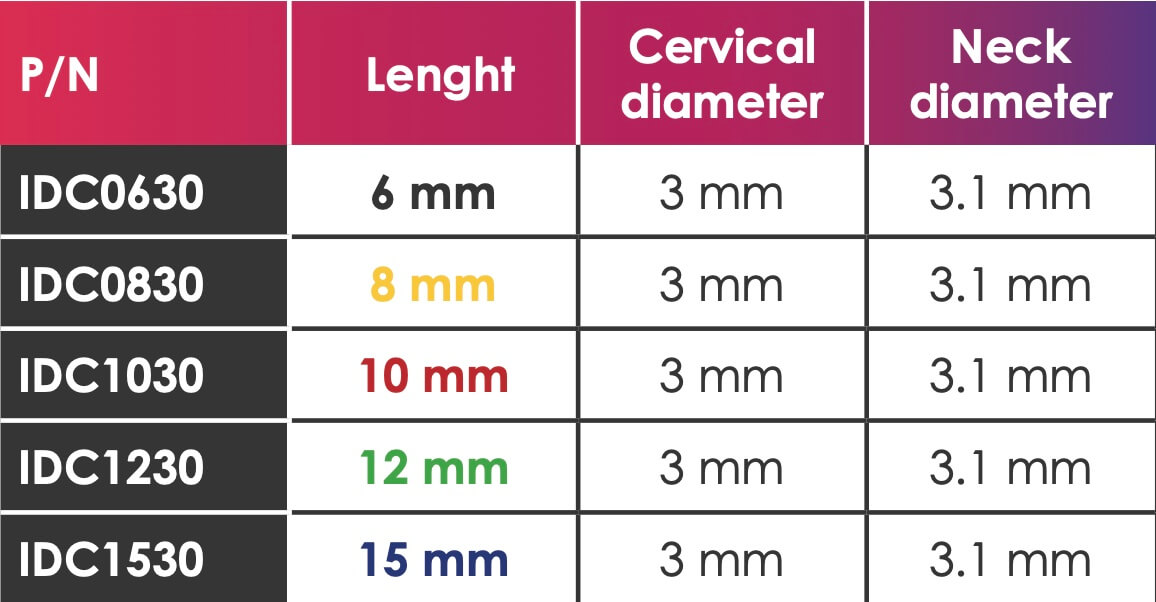 P/N Lenght Cervical diameter Neck diameter
IDC0630 6 mm 3 mm 3.1 mm
IDC0830 8 mm 3 mm 3.1 mm
IDC1030 10 mm 3 mm 3.1 mm
IDC1230 12 mm 3 mm 3.1 mm
IDC1530 15 mm 3 mm 3.1 mm